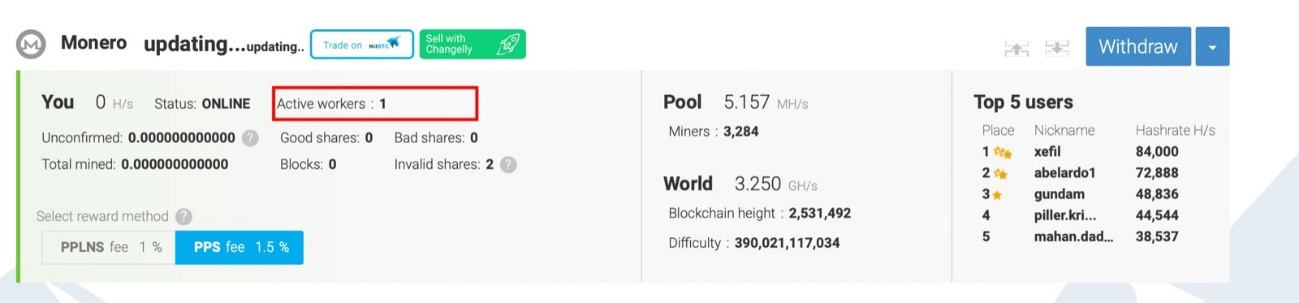 Monero updating...updating.. Trade on HitBTC Sell with Changelly Withdraw
You 0 H/s Status: ONLINE Active workers : 1
Unconfirmed: 0.000000000000 ? Good shares: 0 Bad shares: 0
Total mined: 0.000000000000 Blocks: 0 Invalid shares: 2 ?
Select reward method ?
PPLNS fee 1 % PPS fee 1.5 %
Pool 5.157 MH/s
Miners : 3,284
World 3.250 GH/s
Blockchain height : 2,531,492
Difficulty : 390,021,117,034
Top 5 users
Place Nickname Hashrate H/s
1 xefil 84,000
2 abelardo1 72,888
3 gundam 48,836
4 piller.kri... 44,544
5 mahan.dad... 38,537